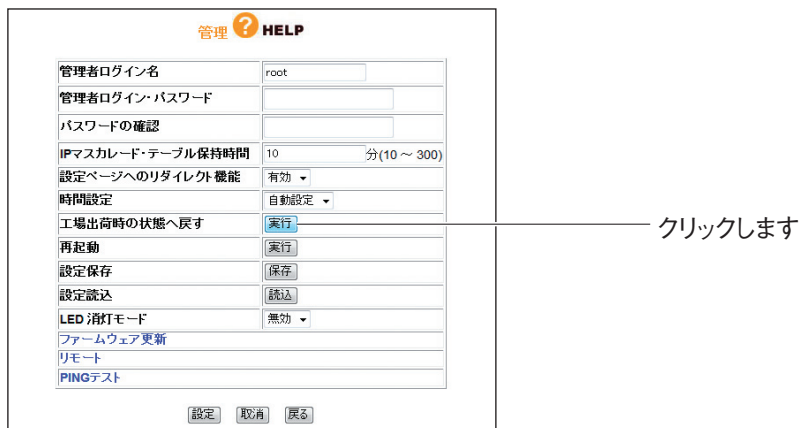 管理 ? HELP
管理者ログイン名 root
管理者ログイン・パスワード
パスワードの確認
IPマスカレード・テーブル保持時間 10 分(10 ~ 300)
設定ページへのリダイレクト機能 有効
時間設定 自動設定
工場出荷時の状態へ戻す 実行 クリックします
再起動 実行
設定保存 保存
設定読込 読込
LED 消灯モード 無効
ファームウェア更新
リモート
PINGテスト
設定 取消 戻る